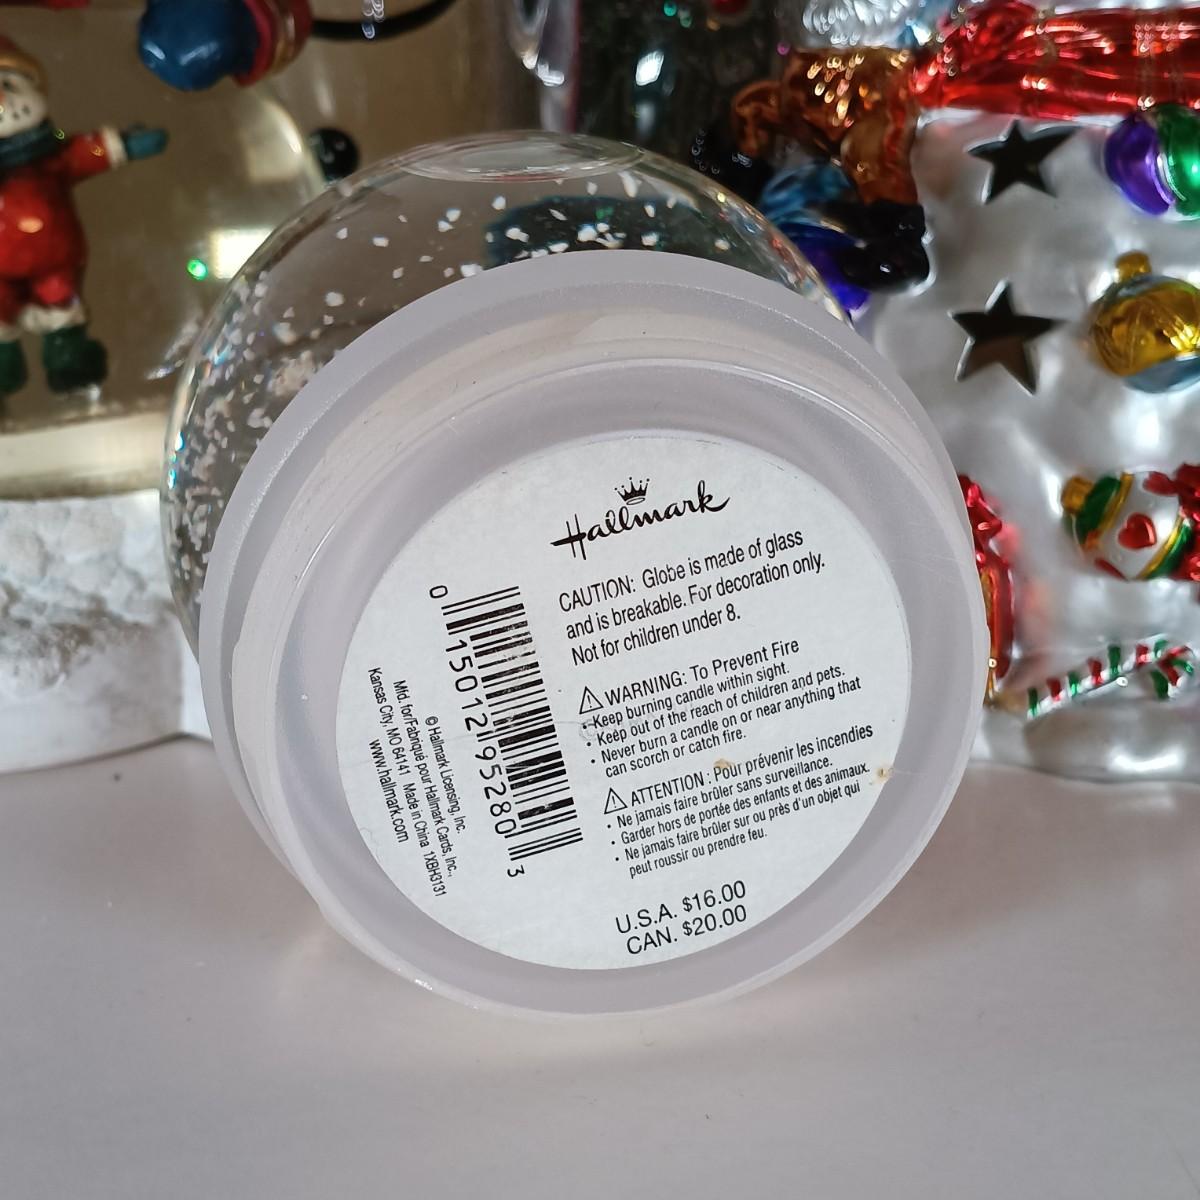 Hallmark
CAUTION: Globe is made of glass
and is breakable. For decoration only.
Not for children under 8.
WARNING: To Prevent Fire
• Keep burning candle within sight.
• Keep out of the reach of children and pets.
• Never burn a candle on or near anything that
can scorch or catch fire.
ATTENTION : Pour prévenir les incendies
• Ne jamais faire brûler sans surveillance.
• Garder hors de portée des enfants et des animaux.
• Ne jamais faire brûler sur ou près d'un objet qui
peut roussir ou prendre feu.
U.S.A. $16.00
CAN. $20.00
0 15012 95280 3
© Hallmark Licensing, Inc.
Mfd. for/Fabriqué pour Hallmark Cards, Inc.,
Kansas City, MO 64141 Made in China 1XBH3131
www.hallmark.com